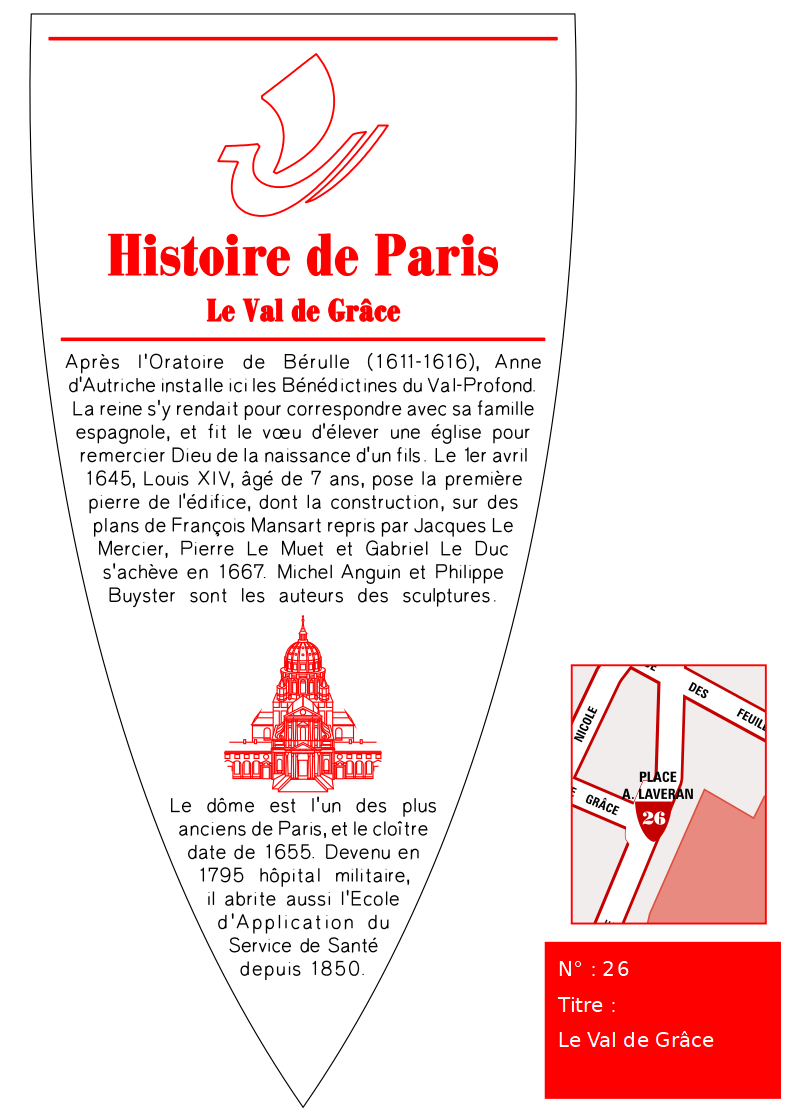 Histoire de Paris
Le Val de Grâce
Après l'Oratoire de Bérulle (1611-1616), Anne
d'Autriche installe ici les Bénédictines du Val-Profond.
La reine s'y rendait pour correspondre avec sa famille
espagnole, et fit le vœu d'élever une église pour
remercier Dieu de la naissance d'un fils. Le 1er avril
1645, Louis XIV, âgé de 7 ans, pose la première
pierre de l'édifice, dont la construction, sur des
plans de François Mansart repris par Jacques Le
Mercier, Pierre Le Muet et Gabriel Le Duc
s'achève en 1667. Michel Anguin et Philippe
Buyster sont les auteurs des sculptures.
Le dôme est l'un des plus
anciens de Paris, et le cloître
date de 1655. Devenu en
1795 hôpital militaire,
il abrite aussi l'Ecole
d'Application du
Service de Santé
depuis 1850.
DES
FEUIL
NICOLE
PLACE
A. LAVERAN
GRÂCE
26
N° : 26
Titre :
Le Val de Grâce